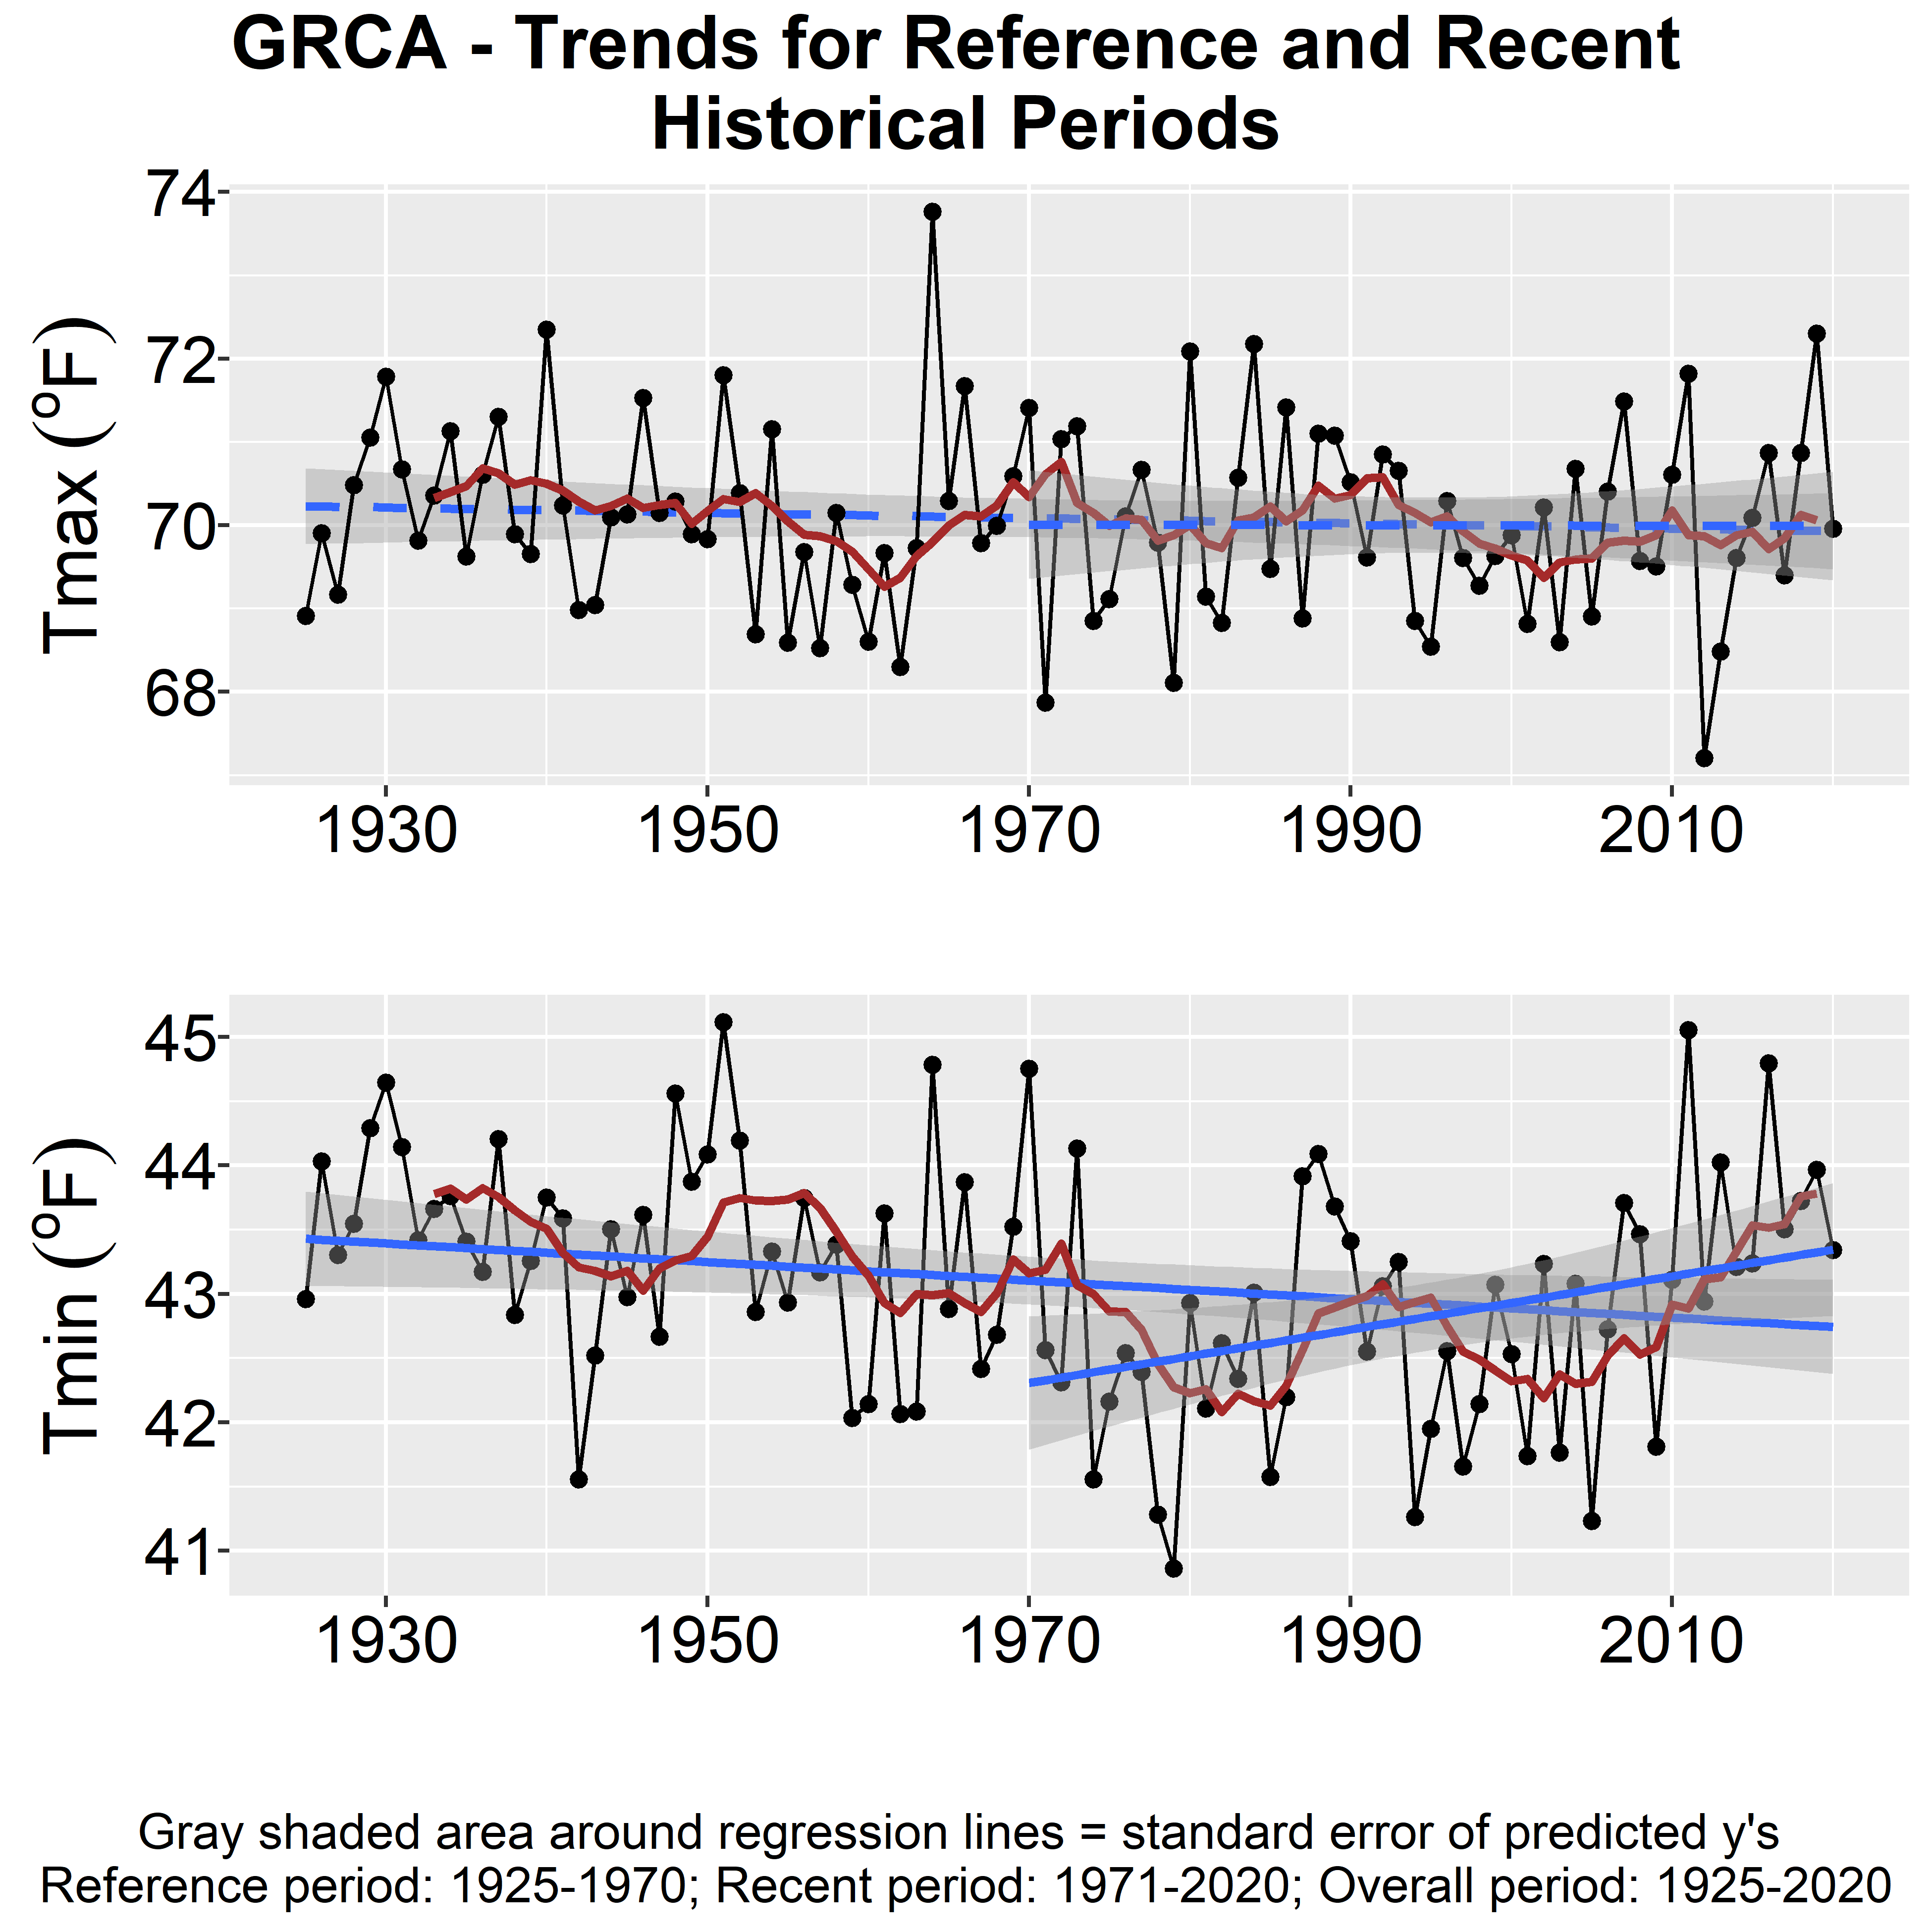 GRCA - Trends for Reference and Recent
Historical Periods
Tmax (°F)
74
72
70
68
1930 1950 1970 1990 2010
Tmin (°F)
45
44
43
42
41
1930 1950 1970 1990 2010
Gray shaded area around regression lines = standard error of predicted y's
Reference period: 1925-1970; Recent period: 1971-2020; Overall period: 1925-2020